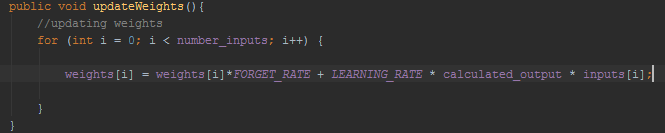 public void updateWeights(){
//updating weights
for (int i = 0; i < number_inputs; i++) {
weights[i] = weights[i]*FORGET_RATE + LEARNING_RATE * calculated_output * inputs[i];
}
}